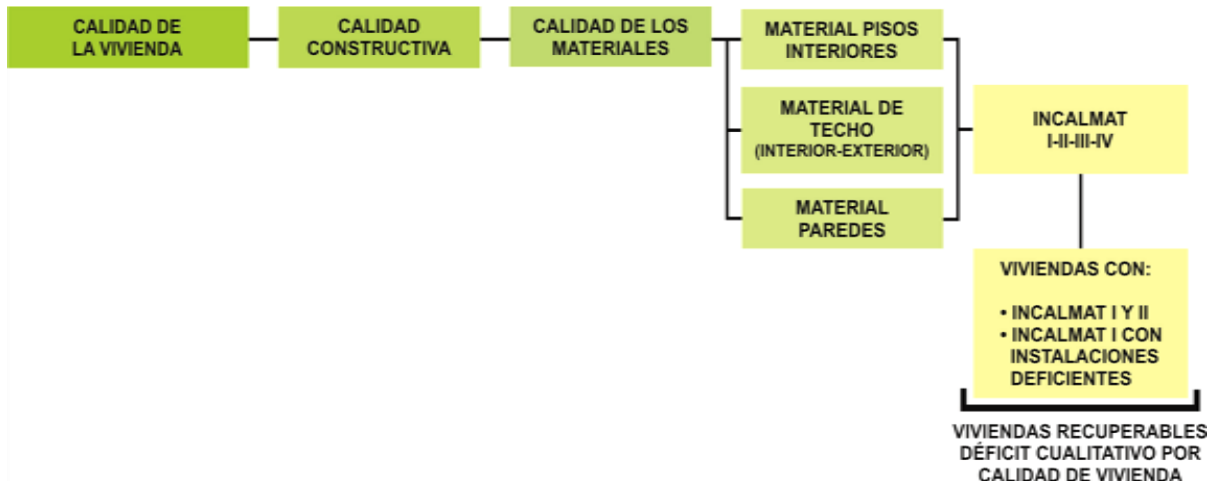 CALIDAD DE
LA VIVIENDA
CALIDAD
CONSTRUCTIVA
CALIDAD DE LOS
MATERIALES
MATERIAL PISOS
INTERIORES
MATERIAL DE
TECHO
(INTERIOR-EXTERIOR)
MATERIAL
PAREDES
INCALMAT
I-II-III-IV
VIVIENDAS CON:
• INCALMAT I Y II
• INCALMAT I CON
INSTALACIONES
DEFICIENTES
VIVIENDAS RECUPERABLES
DÉFICIT CUALITATIVO POR
CALIDAD DE VIVIENDA